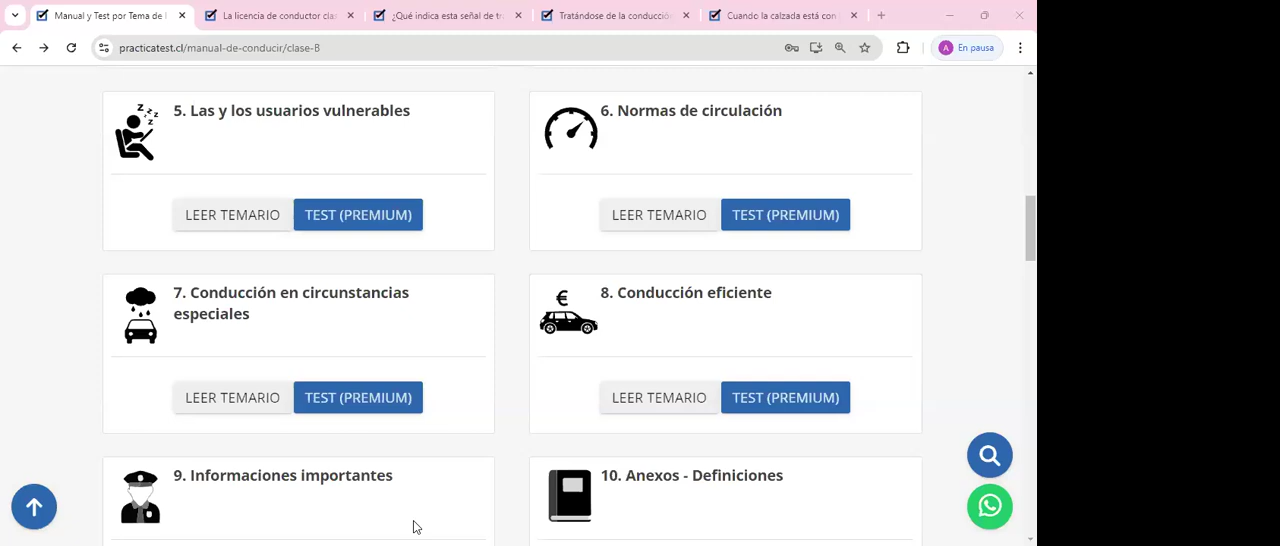 Manual y Test por Tema de
La licencia de conductor clas
¿Qué indica esta señal de tr
Tratándose de la conducció
Cuando la calzada está con
practicatest.cl/manual-de-conducir/clase-B
A
En pausa
5. Las y los usuarios vulnerables
6. Normas de circulación
LEER TEMARIO
TEST (PREMIUM)
LEER TEMARIO
TEST (PREMIUM)
7. Conducción en circunstancias
especiales
8. Conducción eficiente
LEER TEMARIO
TEST (PREMIUM)
LEER TEMARIO
TEST (PREMIUM)
9. Informaciones importantes
10. Anexos - Definiciones